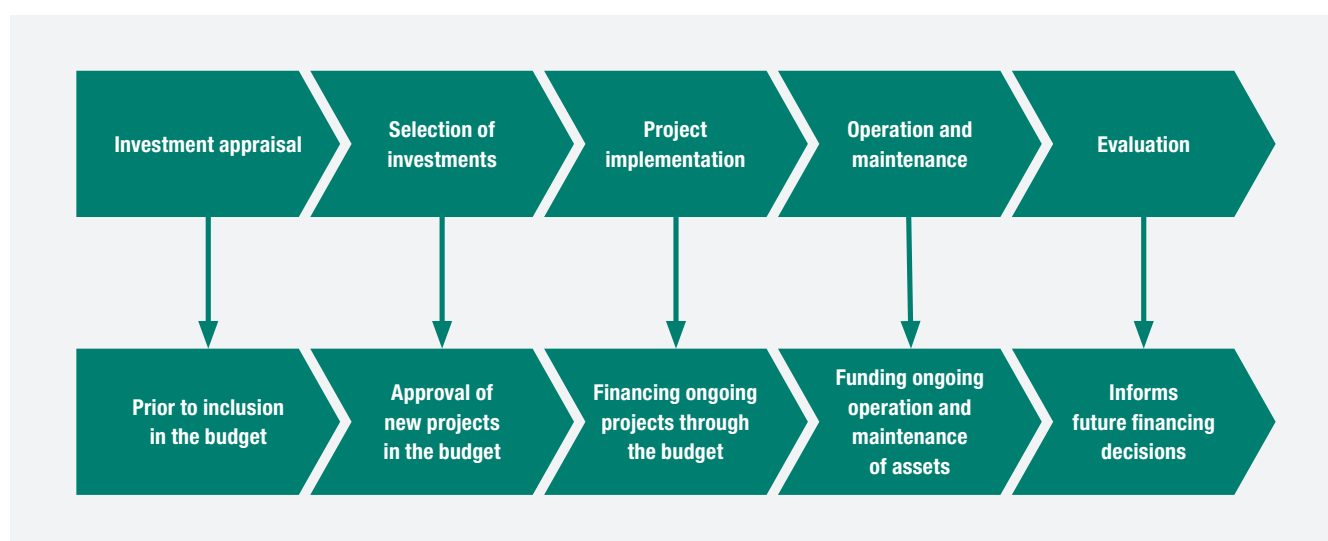 Investment appraisal
Selection of
investments
Project
implementation
Operation and
maintenance
Evaluation
Prior to inclusion
in the budget
Approval of
new projects
in the budget
Financing ongoing
projects through
the budget
Funding ongoing
operation and
maintenance
of assets
Informs
future financing
decisions